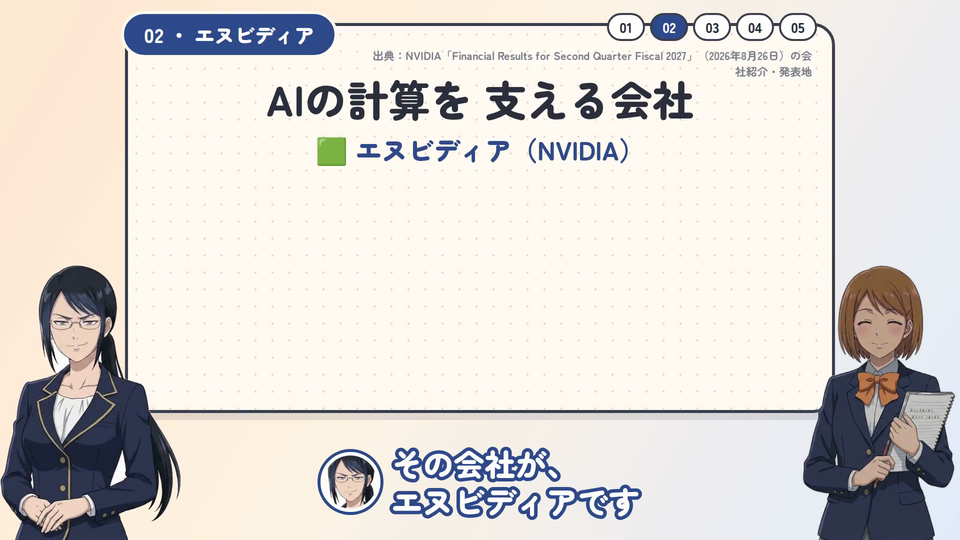 02 ・ エヌビディア
01 02 03 04 05
出典：NVIDIA「Financial Results for Second Quarter Fiscal 2027」（2026年8月26日）の会
社紹介・発表地
AIの計算を 支える会社
エヌビディア（NVIDIA）
その会社が、
エヌビディアです